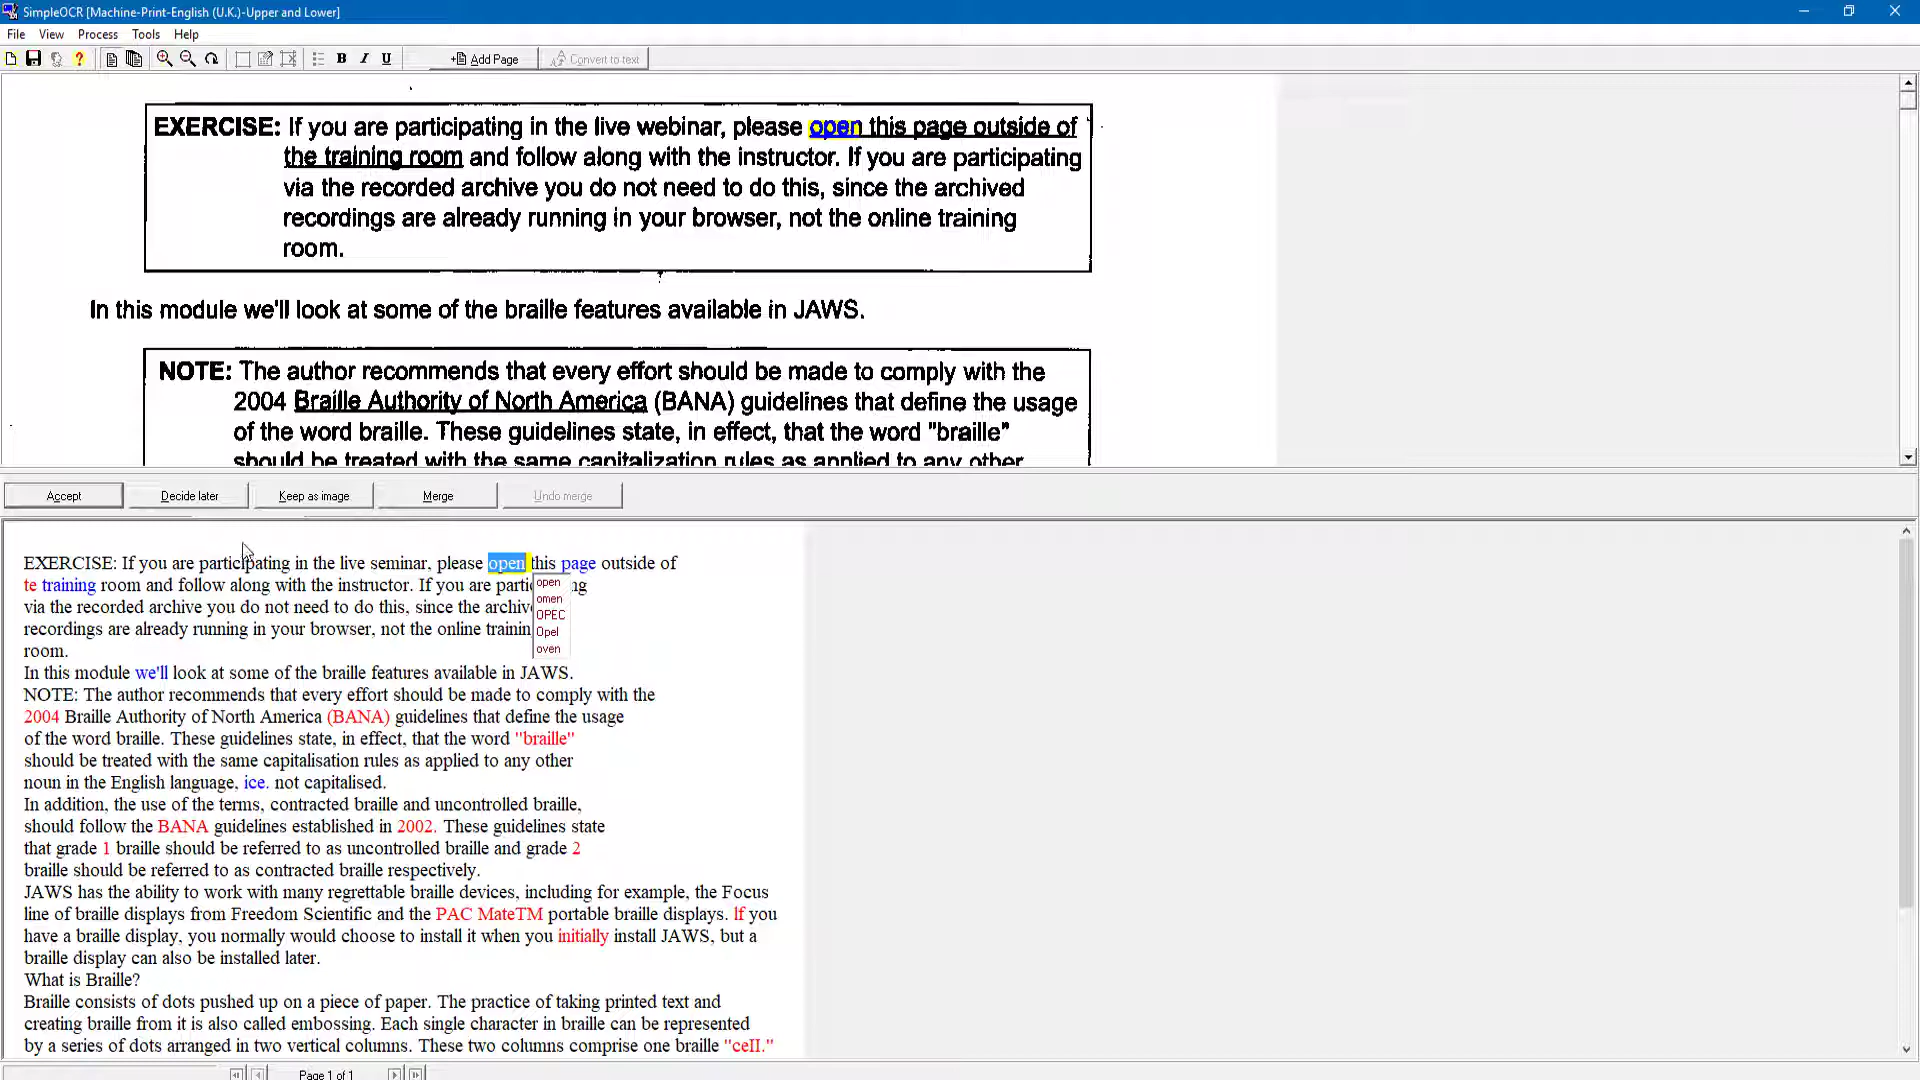 SimpleOCR [Machine-Print-English (U.K.)-Upper and Lower]
File View Process Tools Help
B I U Add Page Convert to text
EXERCISE: If you are participating in the live webinar, please open this page outside of
the training room and follow along with the instructor. If you are participating
via the recorded archive you do not need to do this, since the archived
recordings are already running in your browser, not the online training
room.
In this module we'll look at some of the braille features available in JAWS.
NOTE: The author recommends that every effort should be made to comply with the
2004 Braille Authority of North America (BANA) guidelines that define the usage
of the word braille. These guidelines state, in effect, that the word "braille"
should be treated with the same capitalization rules as applied to any other
Accept Decide later Keep as image Merge Undo merge
EXERCISE: If you are participating in the live seminar, please open this page outside of
te training room and follow along with the instructor. If you are parti ng
via the recorded archive you do not need to do this, since the archiv
recordings are already running in your browser, not the online trainin
room.
open
omen
OPEC
Opel
oven
In this module we'll look at some of the braille features available in JAWS.
NOTE: The author recommends that every effort should be made to comply with the
2004 Braille Authority of North America (BANA) guidelines that define the usage
of the word braille. These guidelines state, in effect, that the word "braille"
should be treated with the same capitalisation rules as applied to any other
noun in the English language, ice. not capitalised.
In addition, the use of the terms, contracted braille and uncontrolled braille,
should follow the BANA guidelines established in 2002. These guidelines state
that grade 1 braille should be referred to as uncontrolled braille and grade 2
braille should be referred to as contracted braille respectively.
JAWS has the ability to work with many regrettable braille devices, including for example, the Focus
line of braille displays from Freedom Scientific and the PAC MateTM portable braille displays. lf you
have a braille display, you normally would choose to install it when you initially install JAWS, but a
braille display can also be installed later.
What is Braille?
Braille consists of dots pushed up on a piece of paper. The practice of taking printed text and
creating braille from it is also called embossing. Each single character in braille can be represented
by a series of dots arranged in two vertical columns. These two columns comprise one braille "ceII."
Page 1 of 1